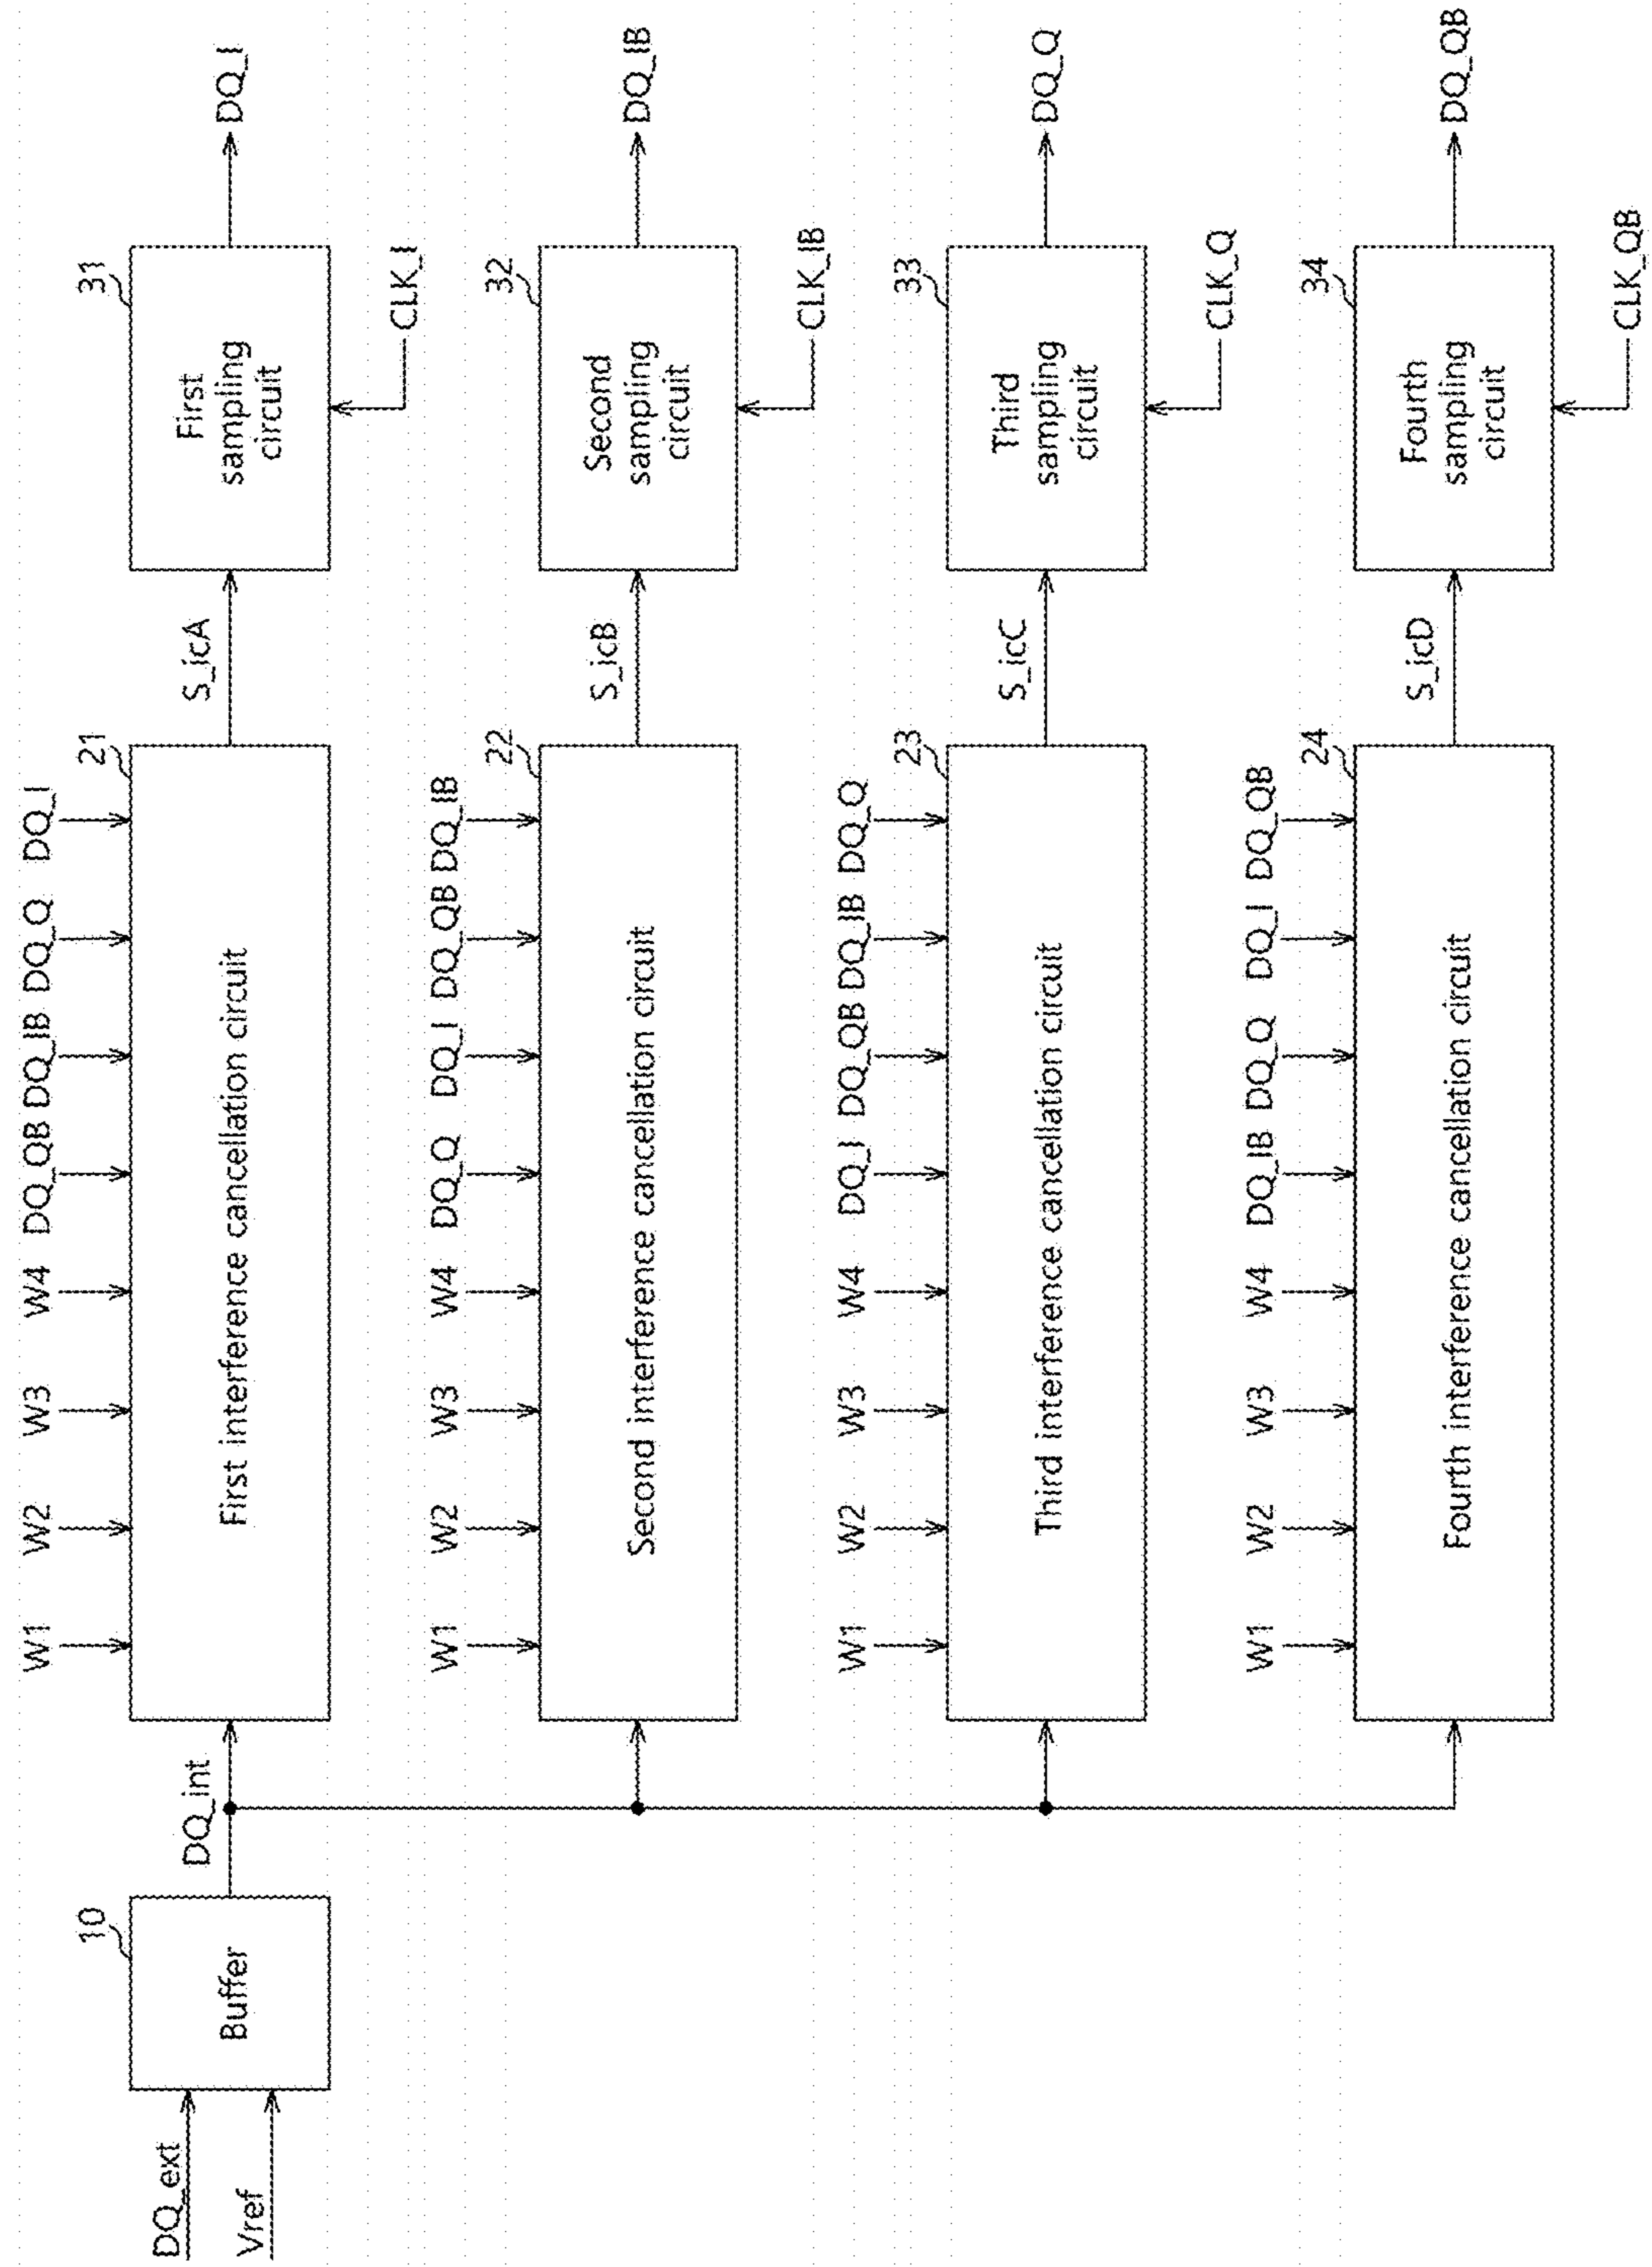 W1 W2 W3 W4 DQ_QB DQ_IB DQ_Q DQ_I
10
DQ_ext
Vref
Buffer
DQ_int
21
First interference cancellation circuit
S_icA
31
First
sampling
circuit
DQ_I
CLK_I
W1 W2 W3 W4 DQ_Q DQ_I DQ_QB DQ_IB
22
Second interference cancellation circuit
S_icB
32
Second
sampling
circuit
DQ_IB
CLK_IB
W1 W2 W3 W4 DQ_I DQ_QB DQ_IB DQ_Q
23
Third interference cancellation circuit
S_icC
33
Third
sampling
circuit
DQ_Q
CLK_Q
W1 W2 W3 W4 DQ_IB DQ_Q DQ_I DQ_QB
24
Fourth interference cancellation circuit
S_icD
34
Fourth
sampling
circuit
DQ_QB
CLK_QB